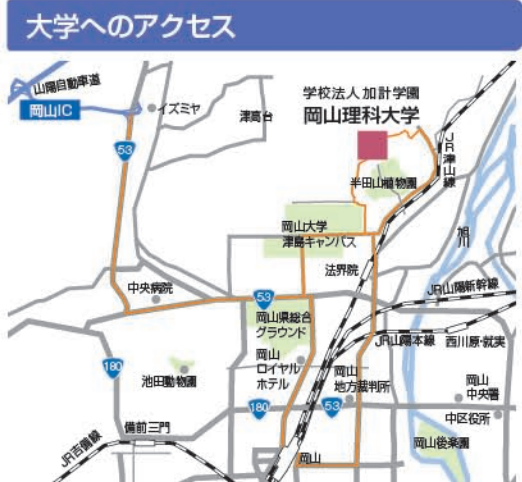 大学へのアクセス
山陽自動車道
岡山IC
イズミヤ
津高台
学校法人加計学園
岡山理科大学
JR津山線
53
半田山植物園
岡山大学
津島キャンパス
旭川
法界院
中央病院
53
JR山陽新幹線
岡山県総合
グラウンド
JR山陽本線
西川原・就実
180
池田動物園
岡山
ロイヤル
ホテル
岡山
地方裁判所
岡山
中央署
180
53
中区役所
備前三門
JR吉備線
岡山
岡山後楽園